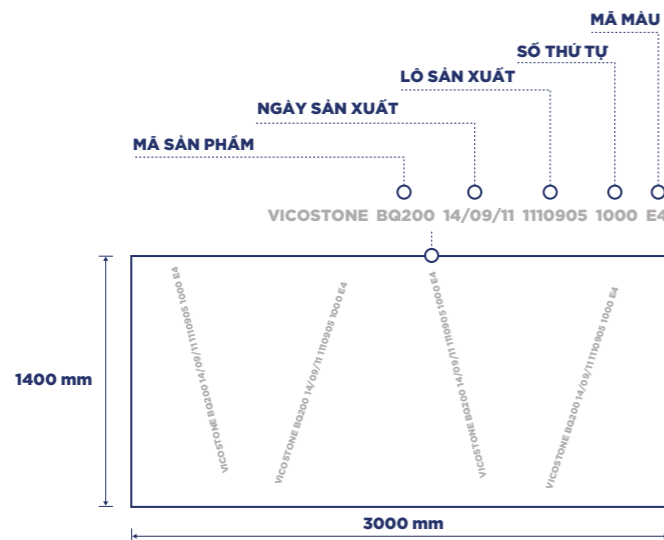 MÃ MÀU
SỐ THỨ TỰ
LÔ SẢN XUẤT
NGÀY SẢN XUẤT
MÃ SẢN PHẨM
VICOSTONE BQ200 14/09/11 1110905 1000 E4
VICOSTONE BQ200 14/09/11 1110905 1000 E4
VICOSTONE BQ200 14/09/11 1110905 1000 E4
VICOSTONE BQ200 14/09/11 1110905 1000 E4
VICOSTONE BQ200 14/09/11 1110905 1000 E4
1400 mm
3000 mm